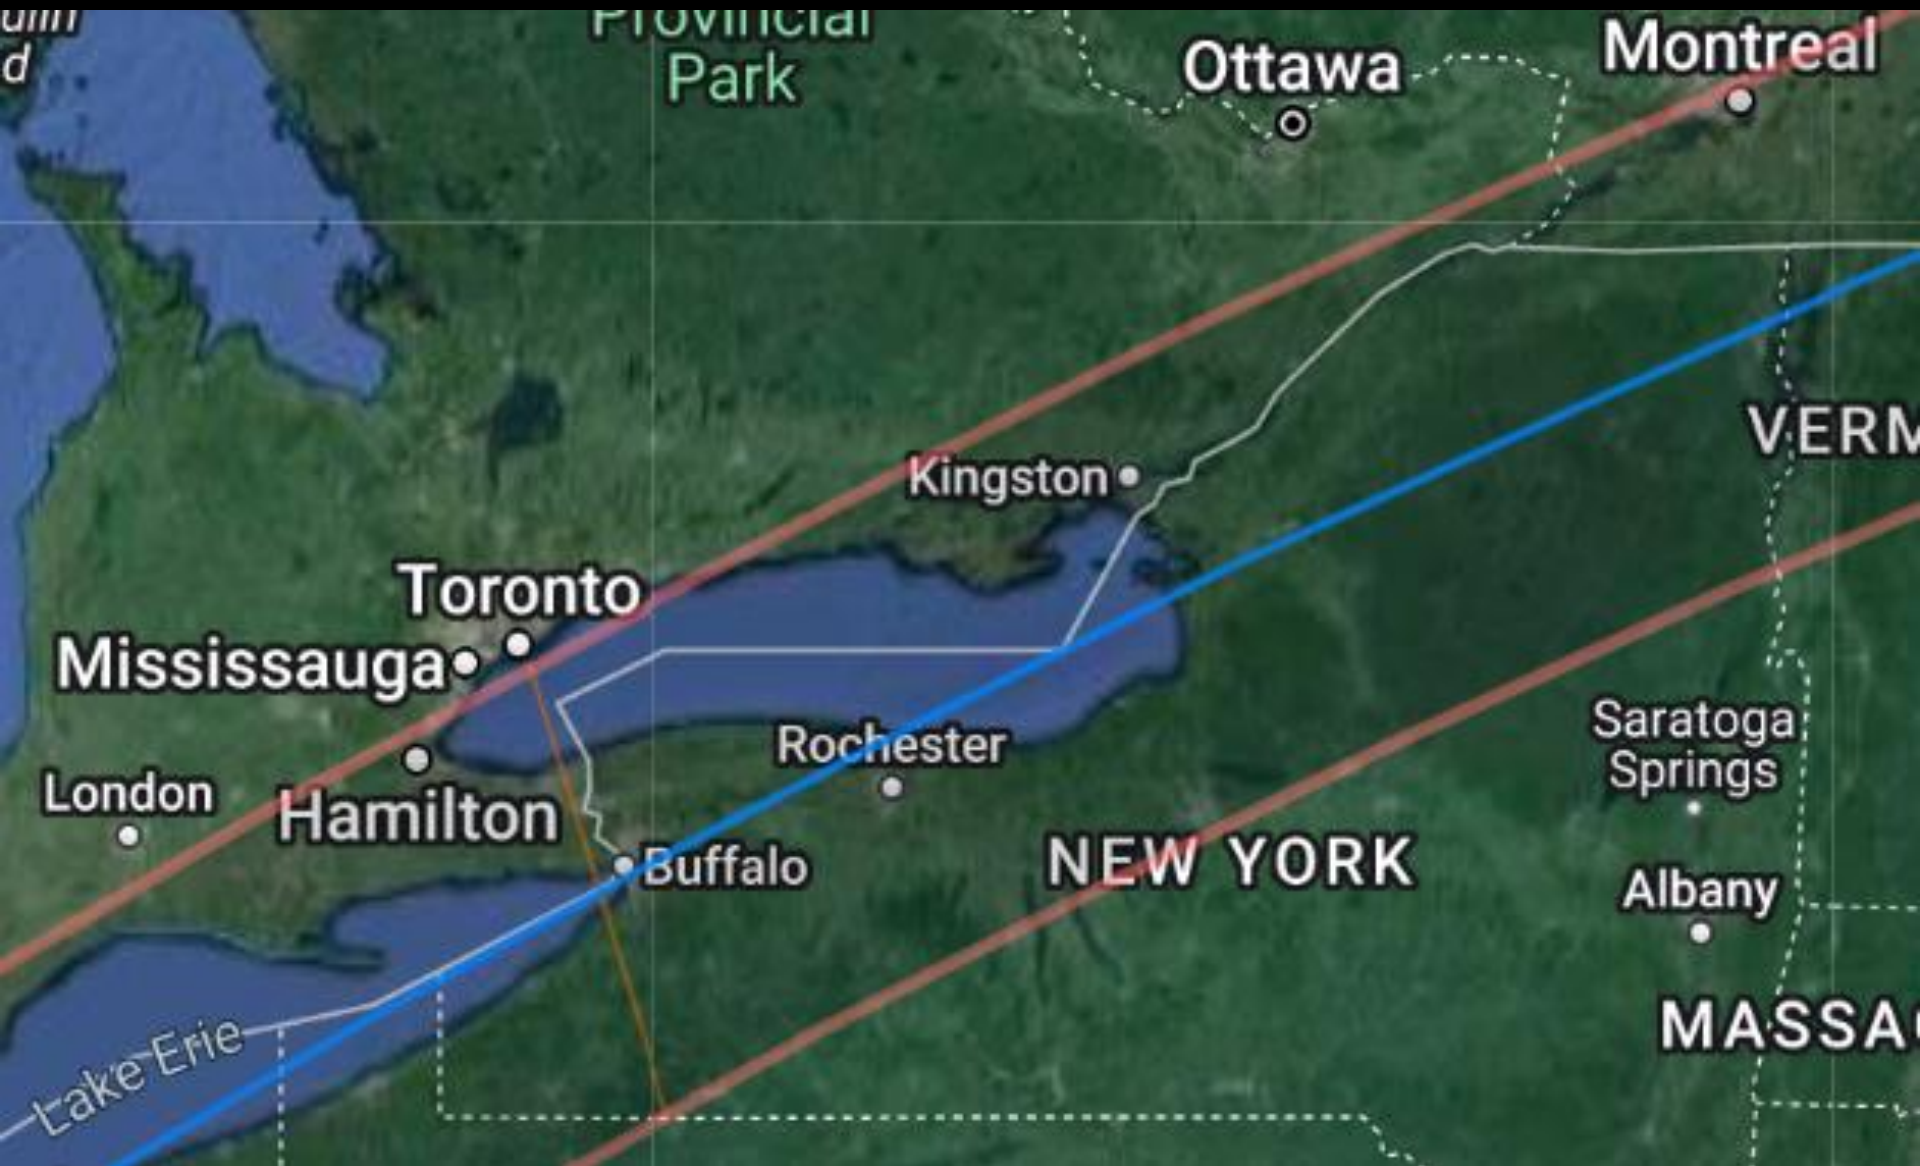 Provincial
Park
d
Ottawa
Montreal
Kingston
VERM
Toronto
Mississauga
Rochester
Saratoga
Springs
London
Hamilton
Buffalo
NEW YORK
Albany
MASSA
Lake Erie